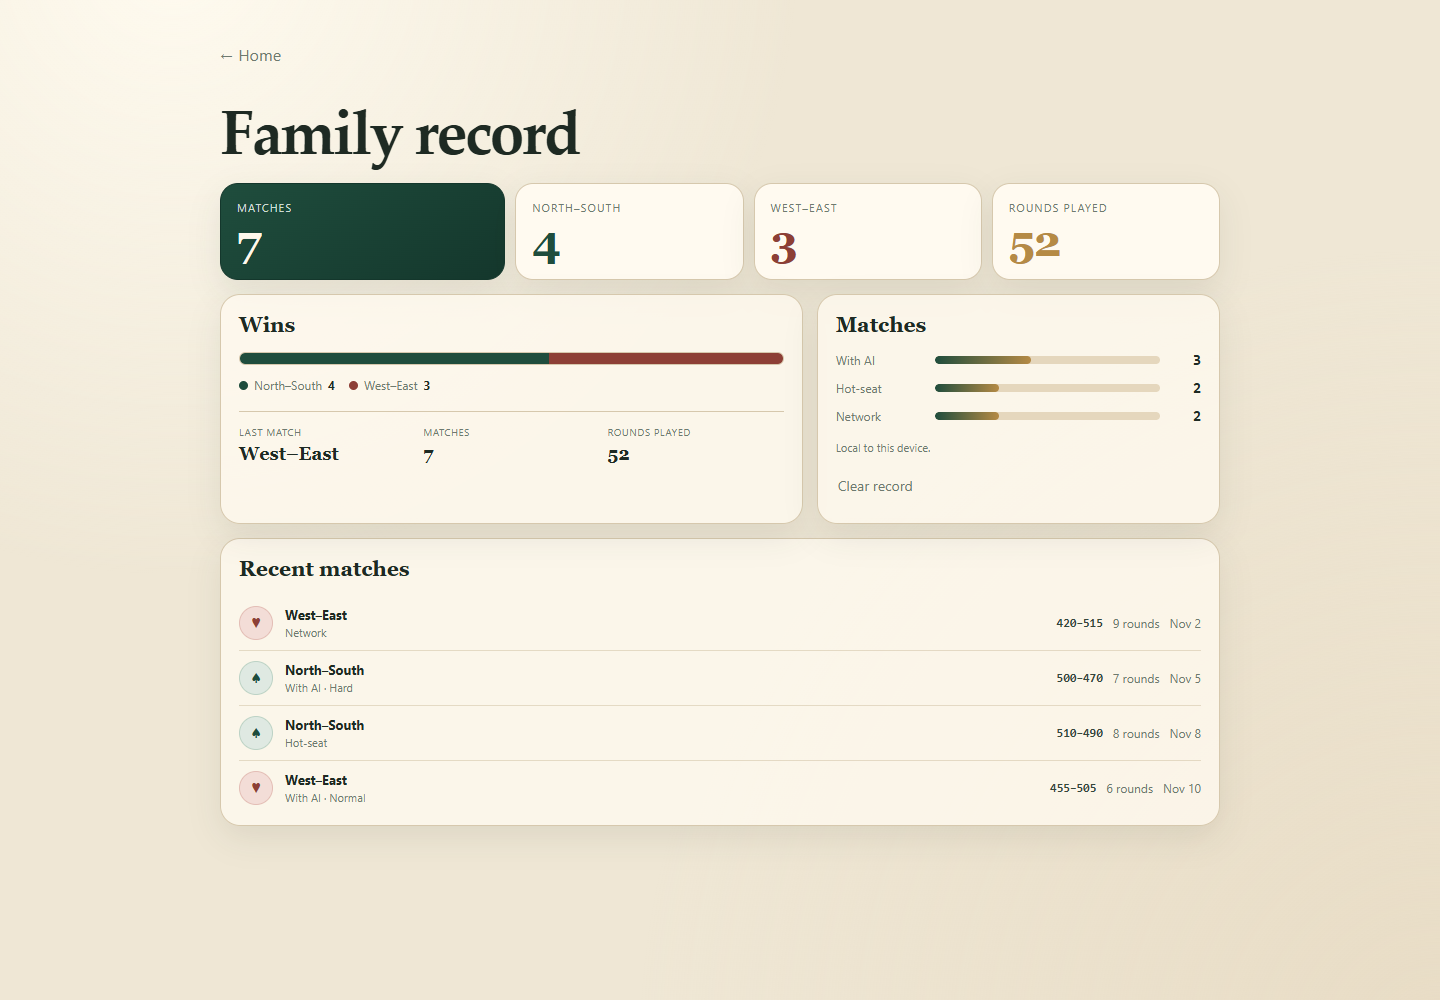 ← Home
Family record
MATCHES
7
NORTH–SOUTH
4
WEST–EAST
3
ROUNDS PLAYED
52
Wins
North–South 4 West–East 3
LAST MATCH
West–East
MATCHES
7
ROUNDS PLAYED
52
Matches
With AI 3
Hot-seat 2
Network 2
Local to this device.
Clear record
Recent matches
West–East
Network
420–515 9 rounds Nov 2
North–South
With AI · Hard
500–470 7 rounds Nov 5
North–South
Hot-seat
510–490 8 rounds Nov 8
West–East
With AI · Normal
455–505 6 rounds Nov 10